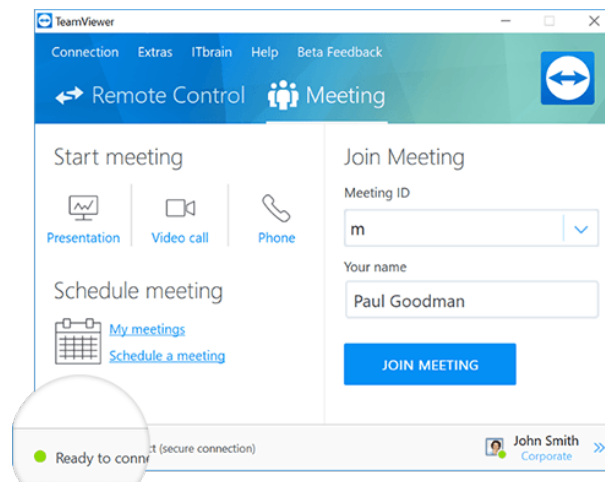 TeamViewer
Connection Extras ITbrain Help Beta Feedback
Remote Control Meeting
Start meeting
Presentation Video call Phone
Schedule meeting
My meetings
Schedule a meeting
Join Meeting
Meeting ID
m
Your name
Paul Goodman
JOIN MEETING
Ready to conn ct (secure connection)
John Smith
Corporate